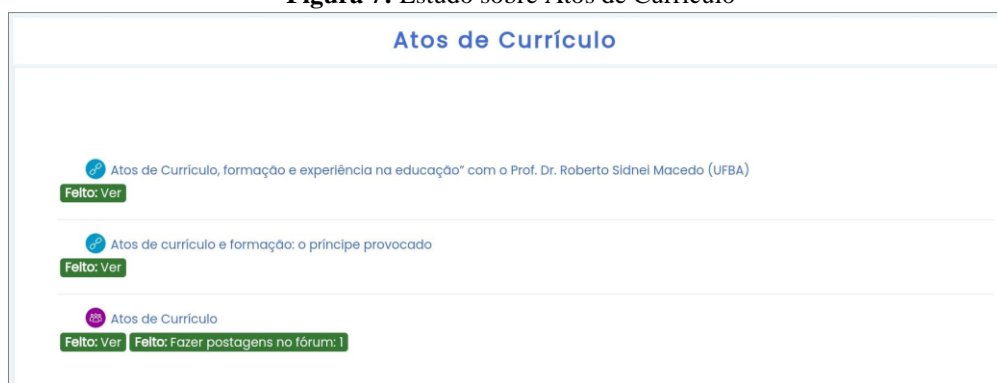 Figura 7: Estudo sobre Atos de Currículo
Atos de Currículo
Atos de Currículo, formação e experiência na educação" com o Prof. Dr. Roberto Sidnei Macedo (UFBA)
Feito: Ver
Atos de currículo e formação: o príncipe provocado
Feito: Ver
Atos de Currículo
Feito: Ver Feito: Fazer postagens no fórum: 1